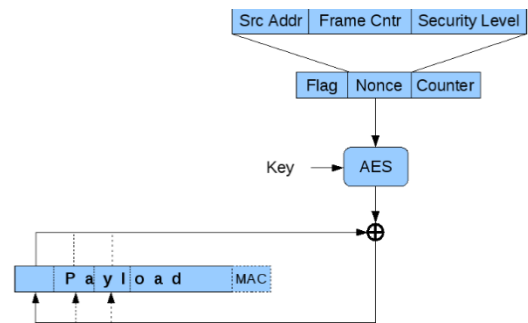 Src Addr Frame Cntr Security Level
Flag Nonce Counter
Key AES
P a y l o a d MAC